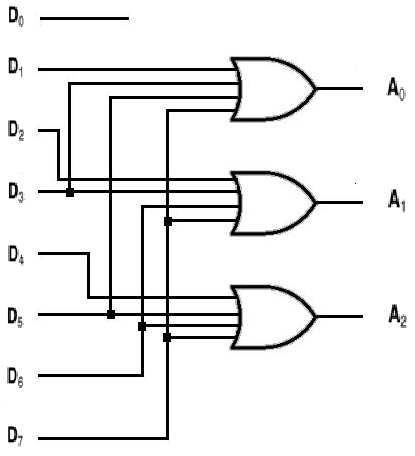 D₀
D₁
A₀
D₂
D₃
A₁
D₄
D₅
A₂
D₆
D₇